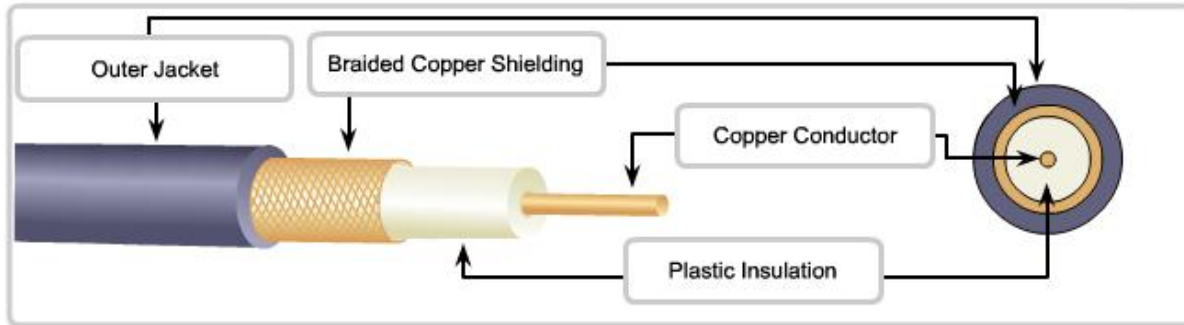 Outer Jacket
Braided Copper Shielding
Copper Conductor
Plastic Insulation